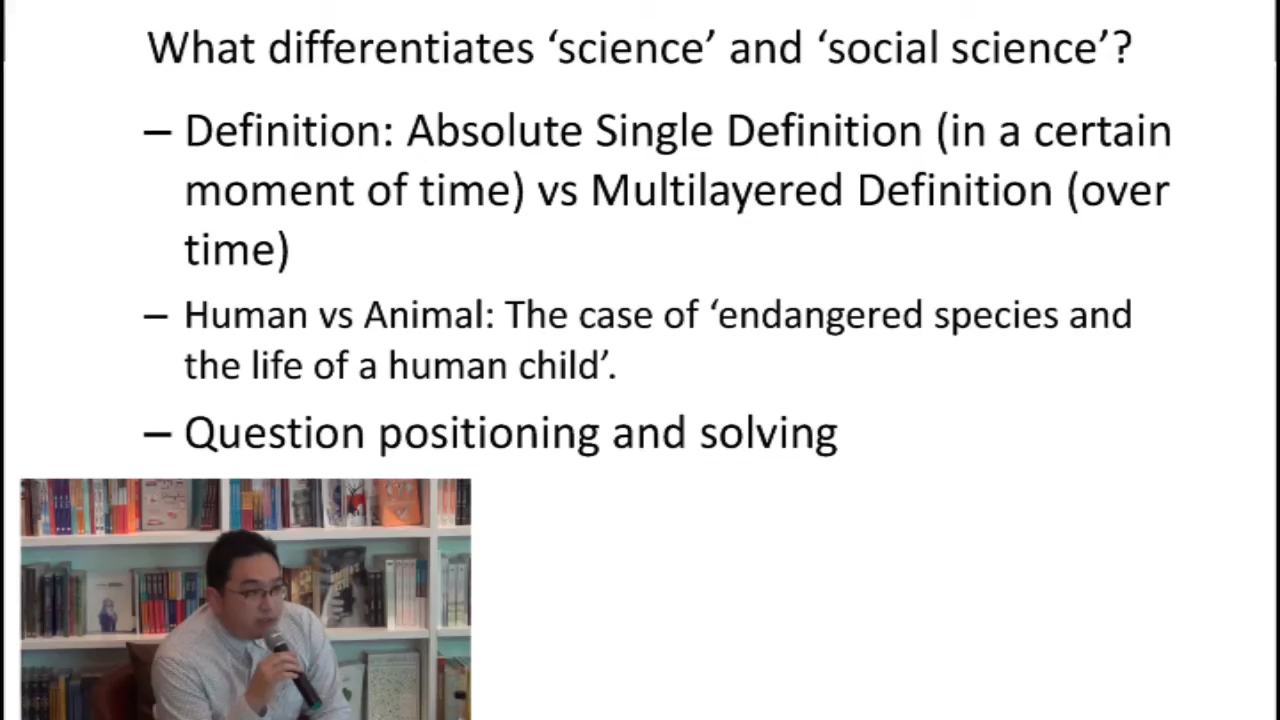 What differentiates ‘science’ and ‘social science’?
– Definition: Absolute Single Definition (in a certain
moment of time) vs Multilayered Definition (over
time)
– Human vs Animal: The case of ‘endangered species and
the life of a human child’.
– Question positioning and solving